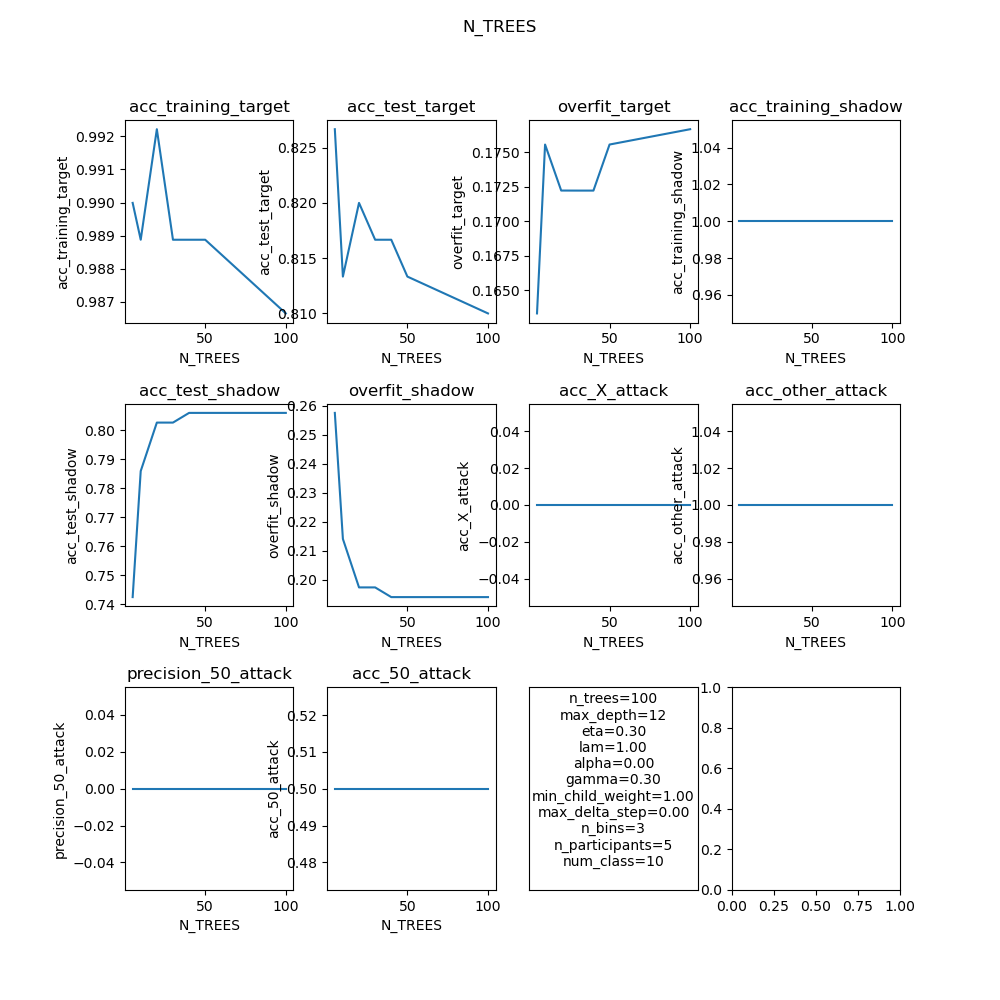 N_TREES
acc_training_target
acc_test_target
overfit_target
acc_training_shadow
acc_training_target
0.992
0.991
0.990
0.989
0.988
0.987
50
100
N_TREES
acc_test_target
0.825
0.820
0.815
0.810
50
100
N_TREES
overfit_target
0.1750
0.1725
0.1700
0.1675
0.1650
50
100
N_TREES
acc_training_shadow
1.04
1.02
1.00
0.98
0.96
50
100
N_TREES
acc_test_shadow
overfit_shadow
acc_X_attack
acc_other_attack
acc_test_shadow
0.80
0.79
0.78
0.77
0.76
0.75
0.74
50
100
N_TREES
overfit_shadow
0.26
0.25
0.24
0.23
0.22
0.21
0.20
50
100
N_TREES
acc_X_attack
0.04
0.02
0.00
−0.02
−0.04
50
100
N_TREES
acc_other_attack
1.04
1.02
1.00
0.98
0.96
50
100
N_TREES
precision_50_attack
acc_50_attack
precision_50_attack
0.04
0.02
0.00
−0.02
−0.04
50
100
N_TREES
acc_50_attack
0.52
0.51
0.50
0.49
0.48
50
100
N_TREES
n_trees=100
max_depth=12
eta=0.30
lam=1.00
alpha=0.00
gamma=0.30
min_child_weight=1.00
max_delta_step=0.00
n_bins=3
n_participants=5
num_class=10
1.0
0.8
0.6
0.4
0.2
0.0
0.00
0.25
0.50
0.75
1.00